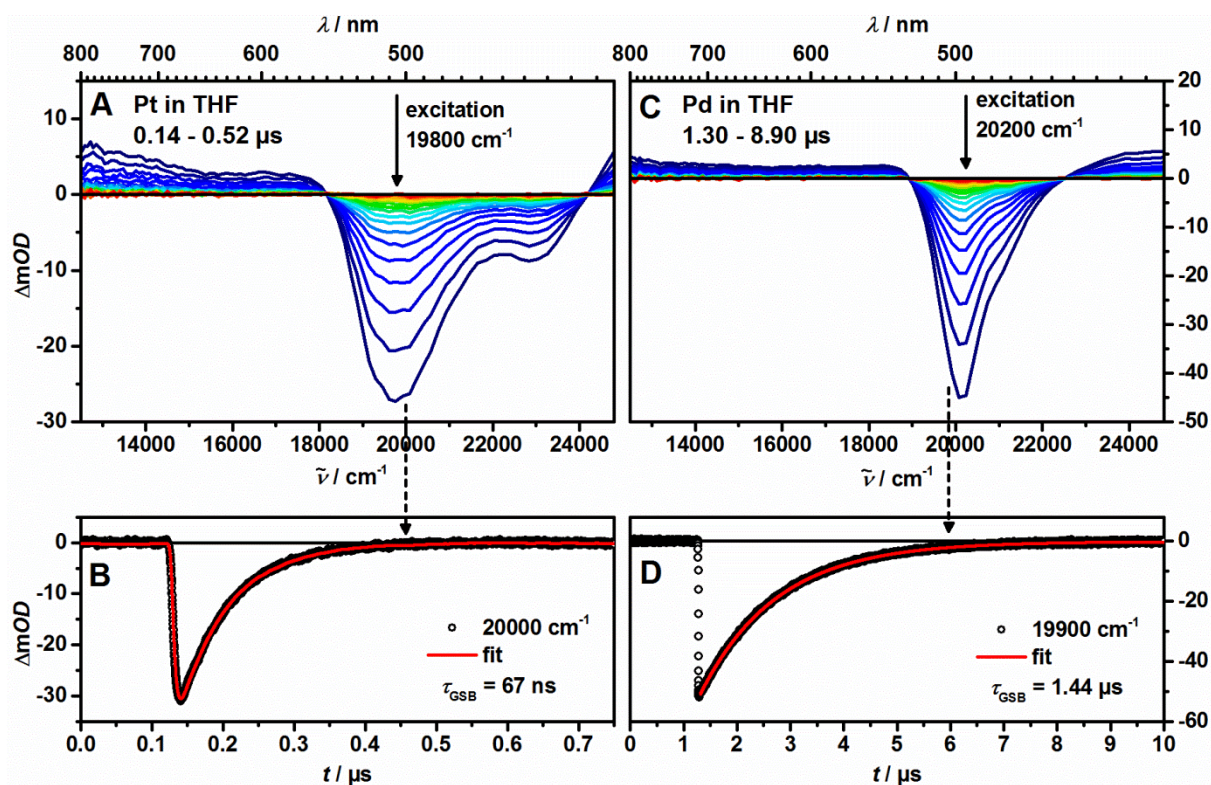 λ / nm
800 700 600 500
800 700 600 500
A
Pt in THF
0.14 - 0.52 µs
excitation
19800 cm⁻¹
C
Pd in THF
1.30 - 8.90 µs
excitation
20200 cm⁻¹
ΔmOD
10
0
-10
-20
-30
20
10
0
-10
-20
-30
-40
-50
14000 16000 18000 20000 22000 24000
14000 16000 18000 20000 22000 24000
ṽ / cm⁻¹
ṽ / cm⁻¹
B
20000 cm⁻¹
fit
τGSB = 67 ns
D
19900 cm⁻¹
fit
τGSB = 1.44 µs
ΔmOD
0
-10
-20
-30
0
-20
-40
-60
0.0 0.1 0.2 0.3 0.4 0.5 0.6 0.7
0 1 2 3 4 5 6 7 8 9 10
t / µs
t / µs